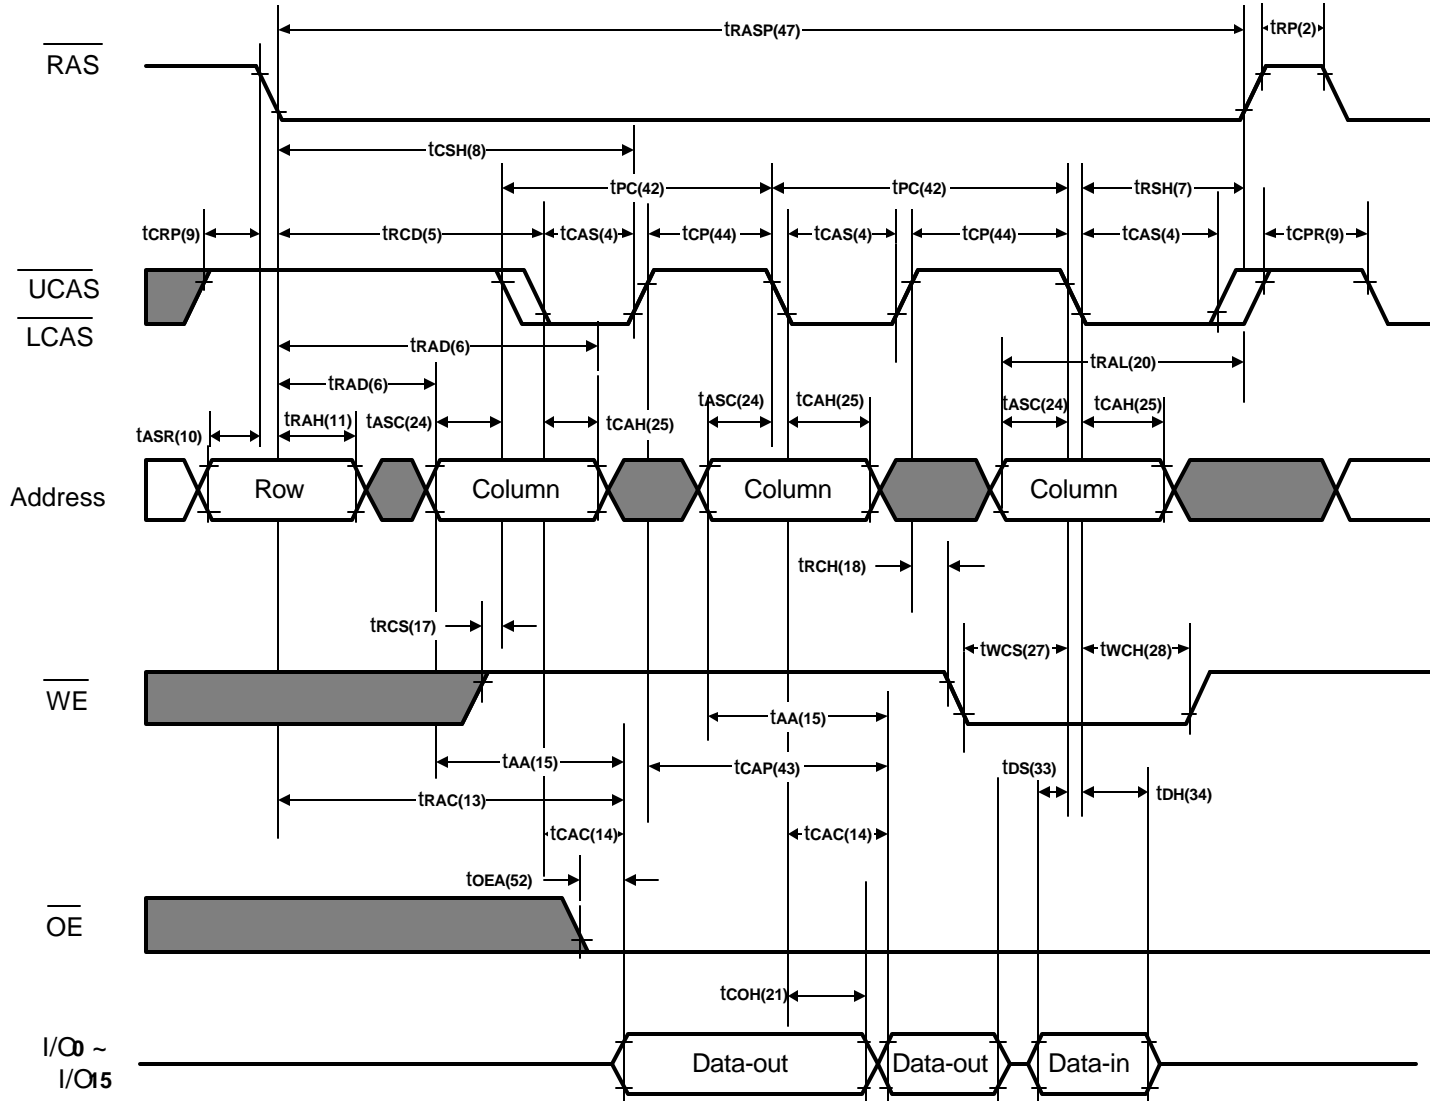 tRASP(47) tRP(2)
RAS
tCSH(8)
tPC(42) tPC(42) tRSH(7)
tCRP(9) tRCD(5) tCAS(4) tCP(44) tCAS(4) tCP(44) tCAS(4) tCPR(9)
UCAS
LCAS
tRAD(6)
tRAL(20)
tRAD(6)
tASC(24) tCAH(25) tASC(24) tCAH(25)
tASR(10) tRAH(11) tASC(24) tCAH(25)
Address Row Column Column Column
tRCH(18)
tRCS(17)
tWCS(27) tWCH(28)
WE
tAA(15)
tAA(15) tCAP(43) tDS(33)
tRAC(13) tDH(34)
tCAC(14) tCAC(14)
tOEA(52)
OE
tCOH(21)
I/O0 ~
I/O15
Data-out Data-out Data-in